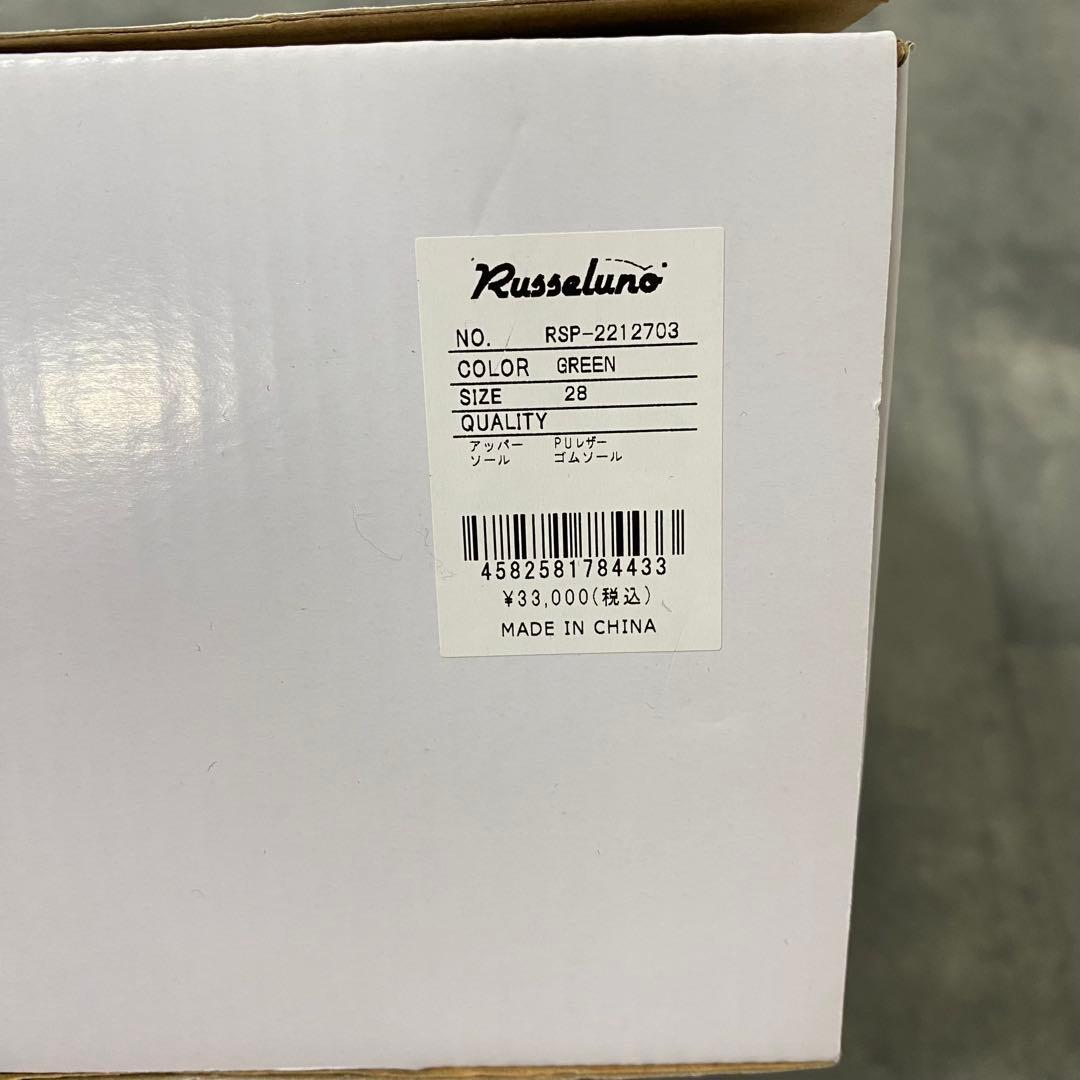 Russeluno
NO. RSP-2212703
COLOR GREEN
SIZE 28
QUALITY
アッパー PUレザー
ソール ゴムソール
4582581784433
¥33,000(税込)
MADE IN CHINA